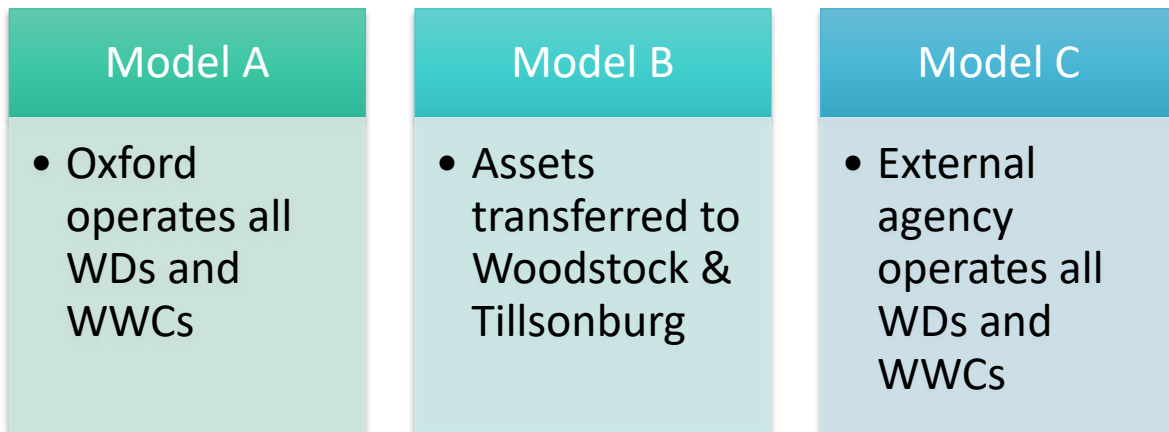 Model A
• Oxford
operates all
WDs and
WWCs
Model B
• Assets
transferred to
Woodstock &
Tillsonburg
Model C
• External
agency
operates all
WDs and
WWCs